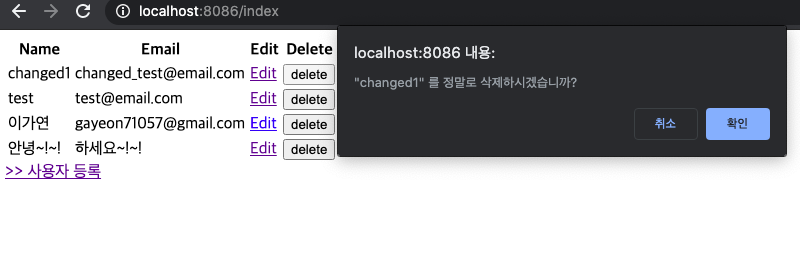 localhost:8086/index
Name Email Edit Delete
changed1 changed_test@email.com Edit delete
test test@email.com Edit delete
이가연 gayeon71057@gmail.com Edit delete
안녕~!~! 하세요~!~! Edit delete
>> 사용자 등록
localhost:8086 내용:
"changed1" 를 정말로 삭제하시겠습니까?
취소 확인